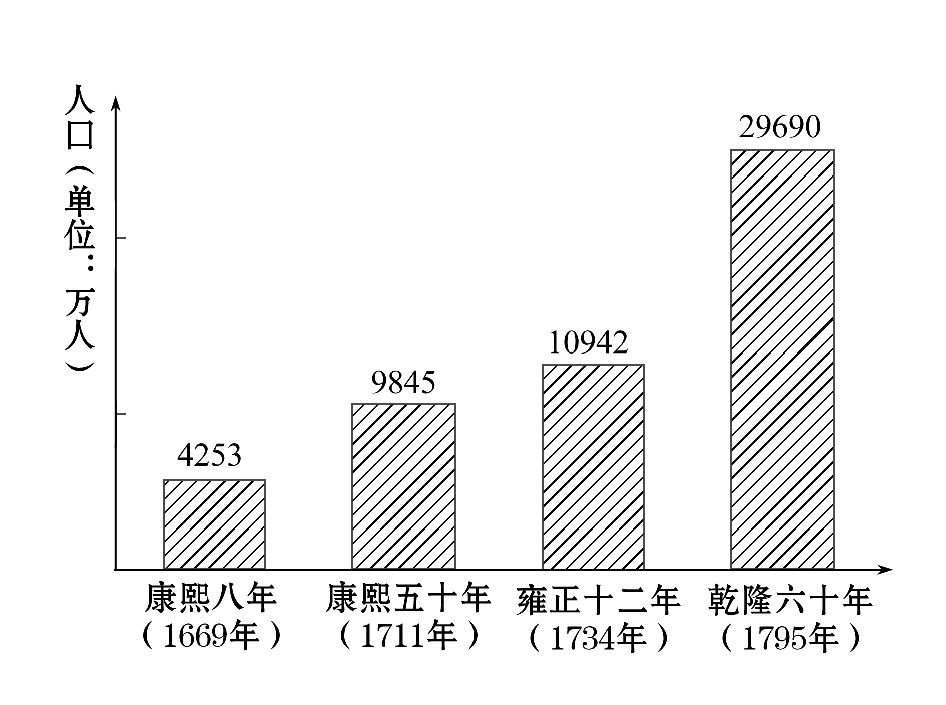 人口（单位：万人）
4253
9845
10942
29690
康熙八年
（1669年）
康熙五十年
（1711年）
雍正十二年
（1734年）
乾隆六十年
（1795年）